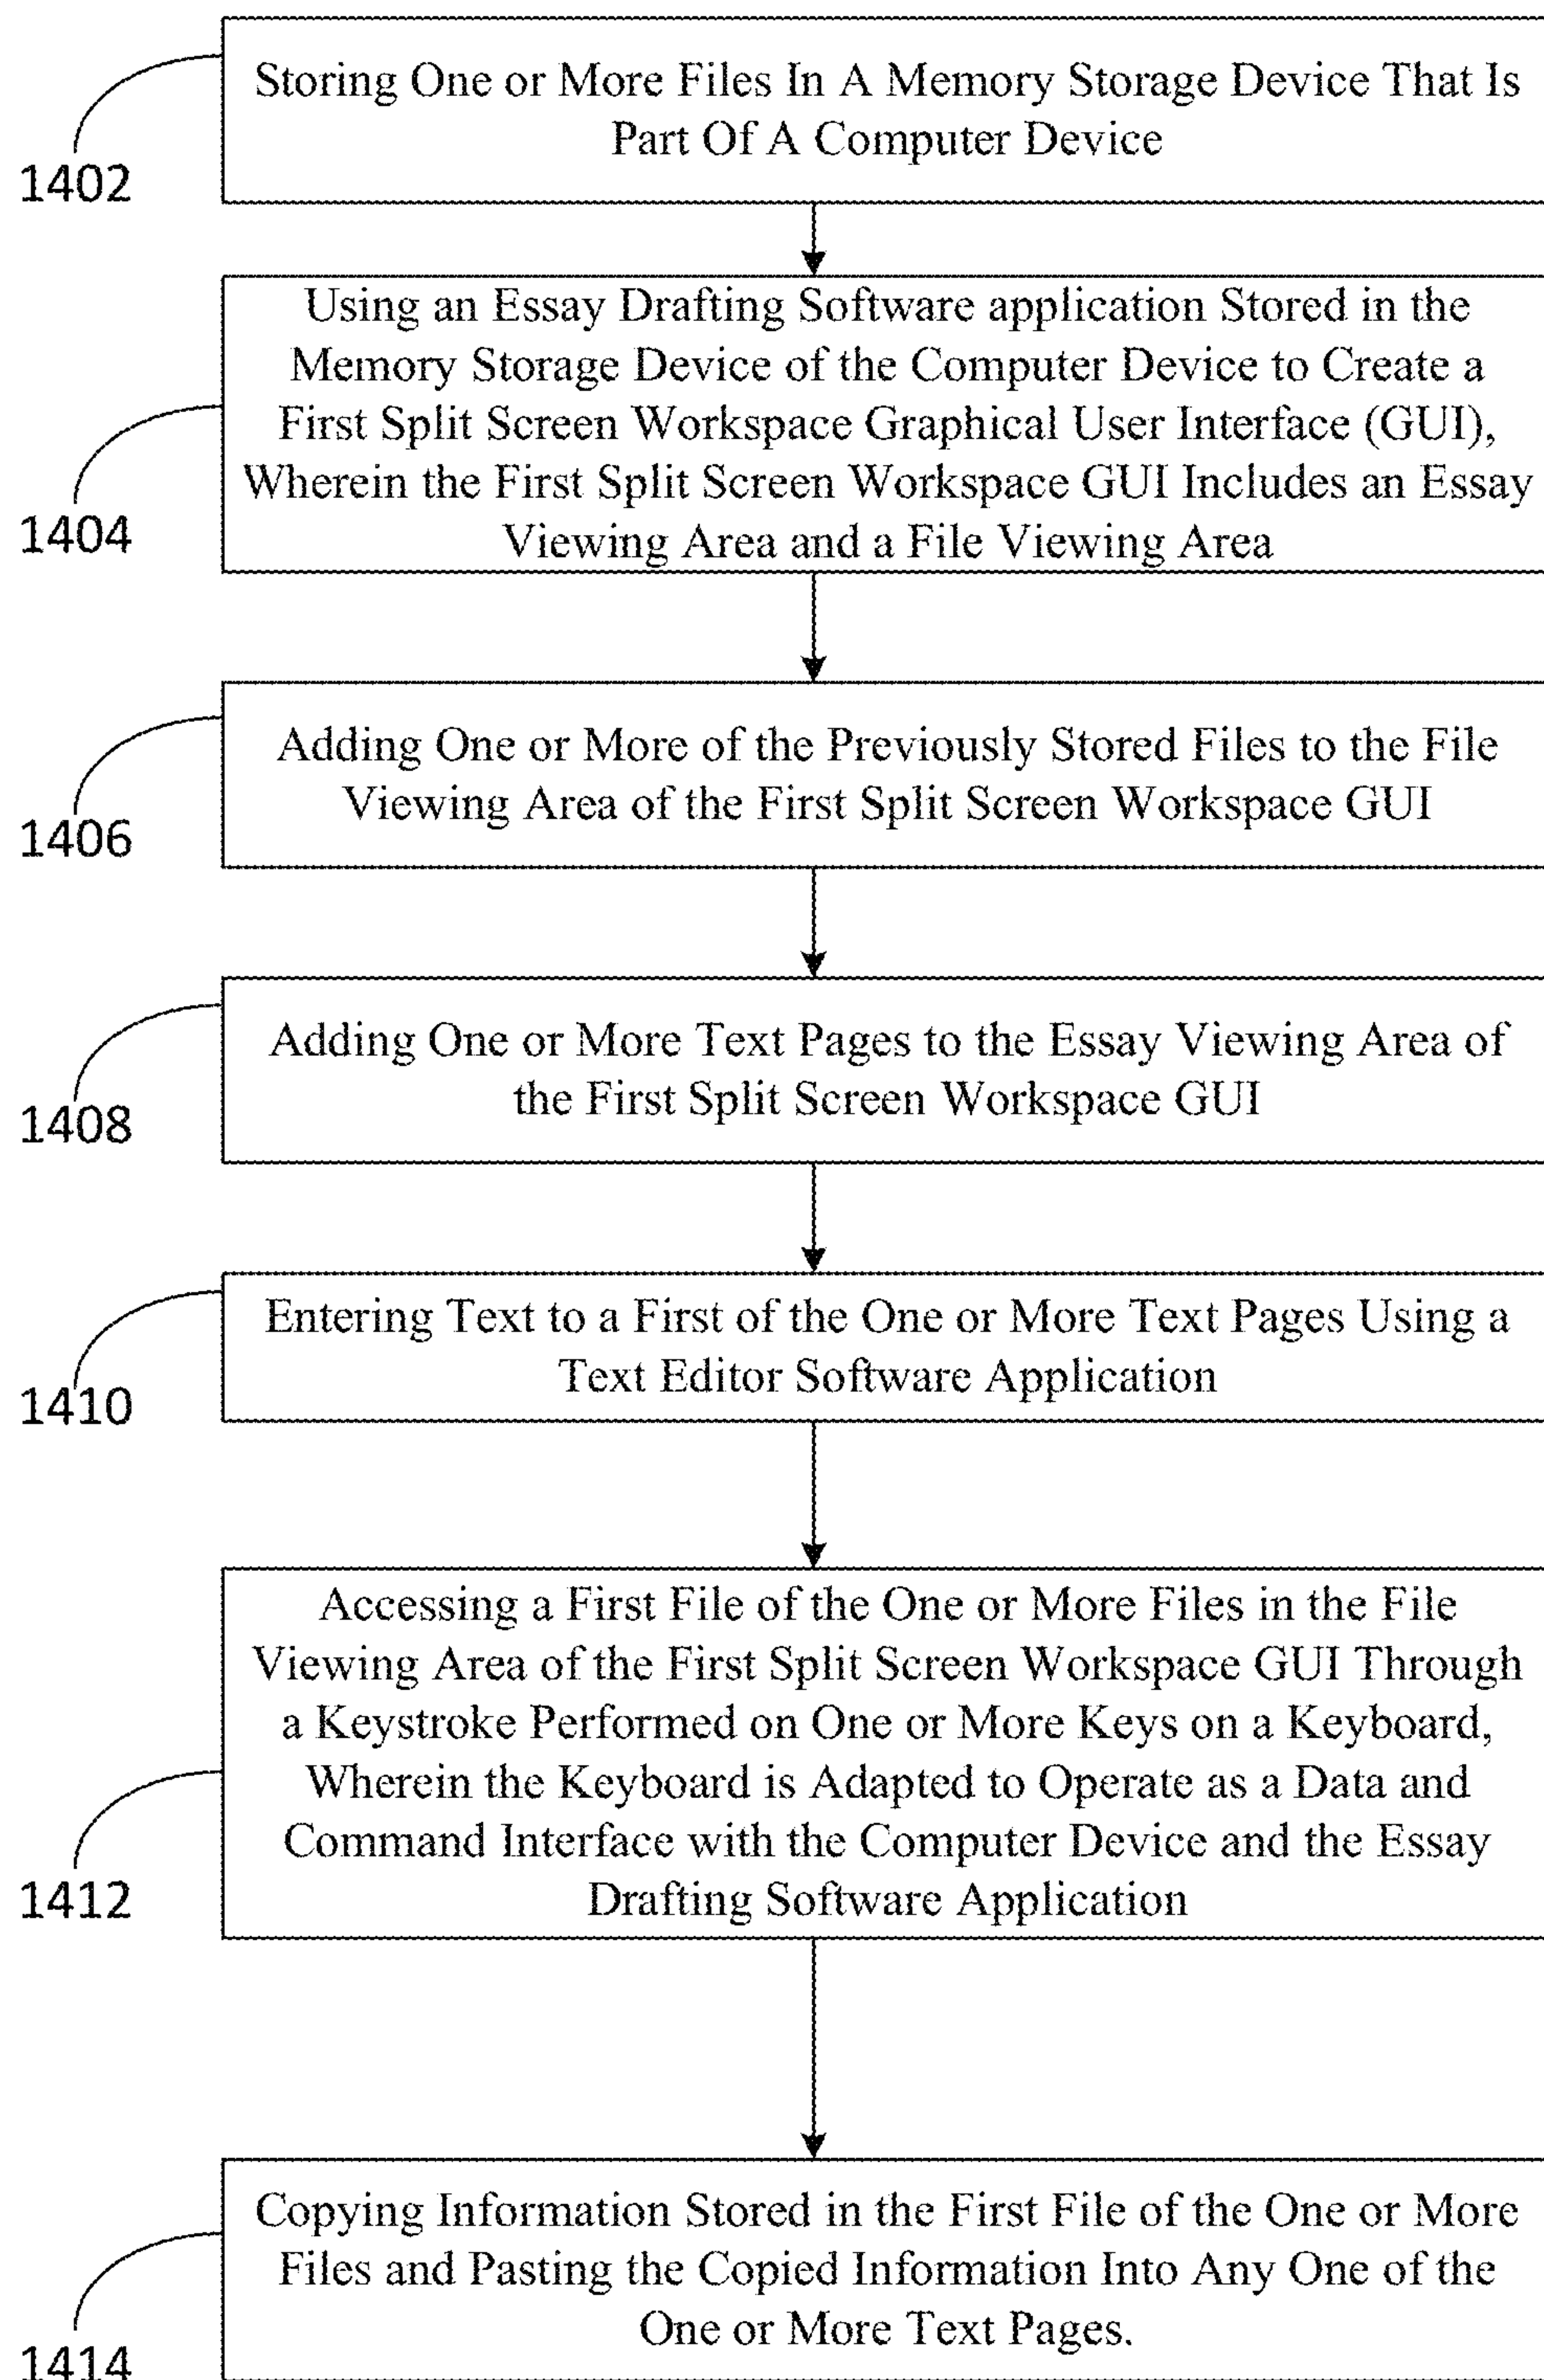 Storing One or More Files In A Memory Storage Device That Is
Part Of A Computer Device
1402
Using an Essay Drafting Software application Stored in the
Memory Storage Device of the Computer Device to Create a
First Split Screen Workspace Graphical User Interface (GUI),
Wherein the First Split Screen Workspace GUI Includes an Essay
Viewing Area and a File Viewing Area
1404
Adding One or More of the Previously Stored Files to the File
Viewing Area of the First Split Screen Workspace GUI
1406
Adding One or More Text Pages to the Essay Viewing Area of
the First Split Screen Workspace GUI
1408
Entering Text to a First of the One or More Text Pages Using a
Text Editor Software Application
1410
Accessing a First File of the One or More Files in the File
Viewing Area of the First Split Screen Workspace GUI Through
a Keystroke Performed on One or More Keys on a Keyboard,
Wherein the Keyboard is Adapted to Operate as a Data and
Command Interface with the Computer Device and the Essay
Drafting Software Application
1412
Copying Information Stored in the First File of the One or More
Files and Pasting the Copied Information Into Any One of the
One or More Text Pages.
1414